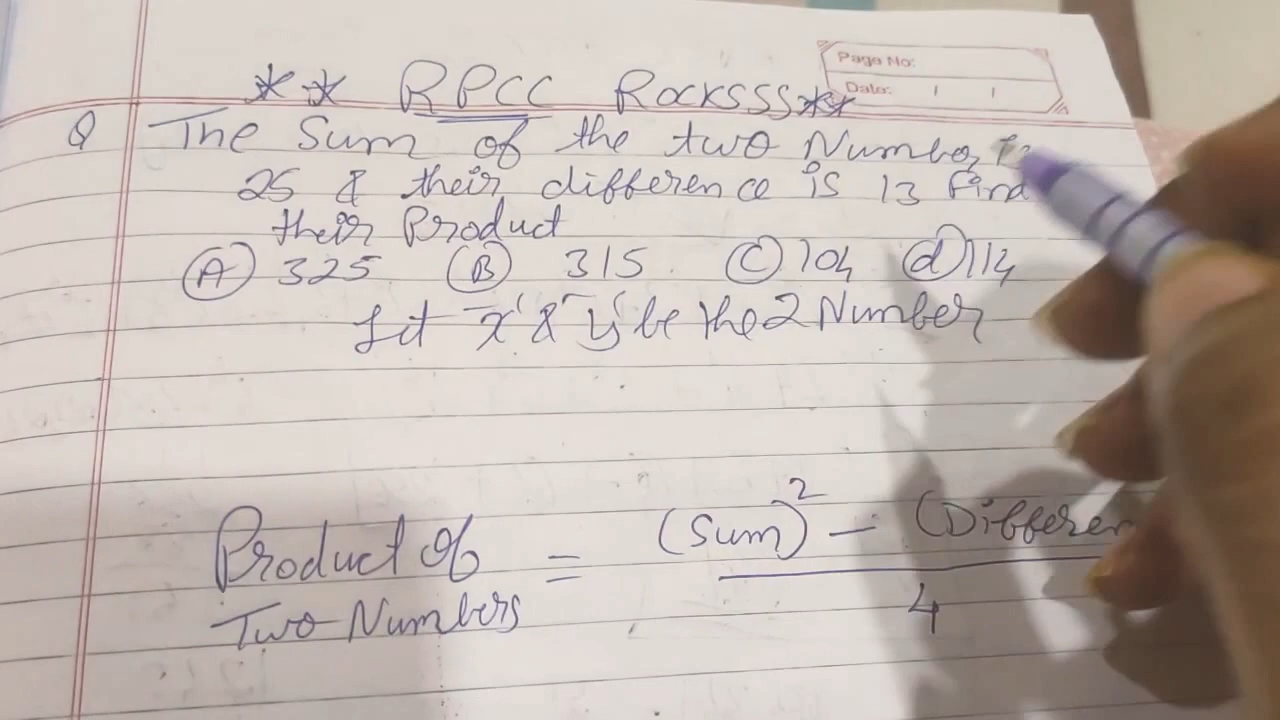 Page No:
Date:
** RPCC Rocksss **
Q The Sum of the two Number is
25 & their difference is 13 Find
their Product
(A) 325 (B) 315 (C) 104 (d) 114
Let 'x' & 'y' be the 2 Number
Product of Two Numbers = (Sum)² - (Differen
4